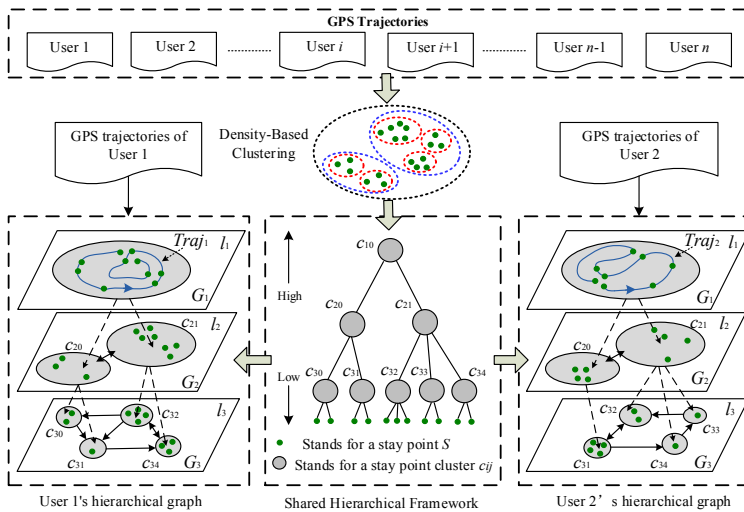 GPS Trajectories
User 1 User 2 ............ User i User i+1 ............ User n-1 User n
Density-Based
Clustering
GPS trajectories of
User 1
GPS trajectories of
User 2
Traj1 l1
G1
c20 c21 l2
G2
c30 c31 c32 c34 l3
G3
User 1's hierarchical graph
High
Low
c10
c20 c21
c30 c31 c32 c33 c34
Stands for a stay point S
Stands for a stay point cluster cij
Shared Hierarchical Framework
Traj2 l1
G1
c20 c21 l2
G2
c31 c32 c33 c34 l3
G3
User 2’s hierarchical graph